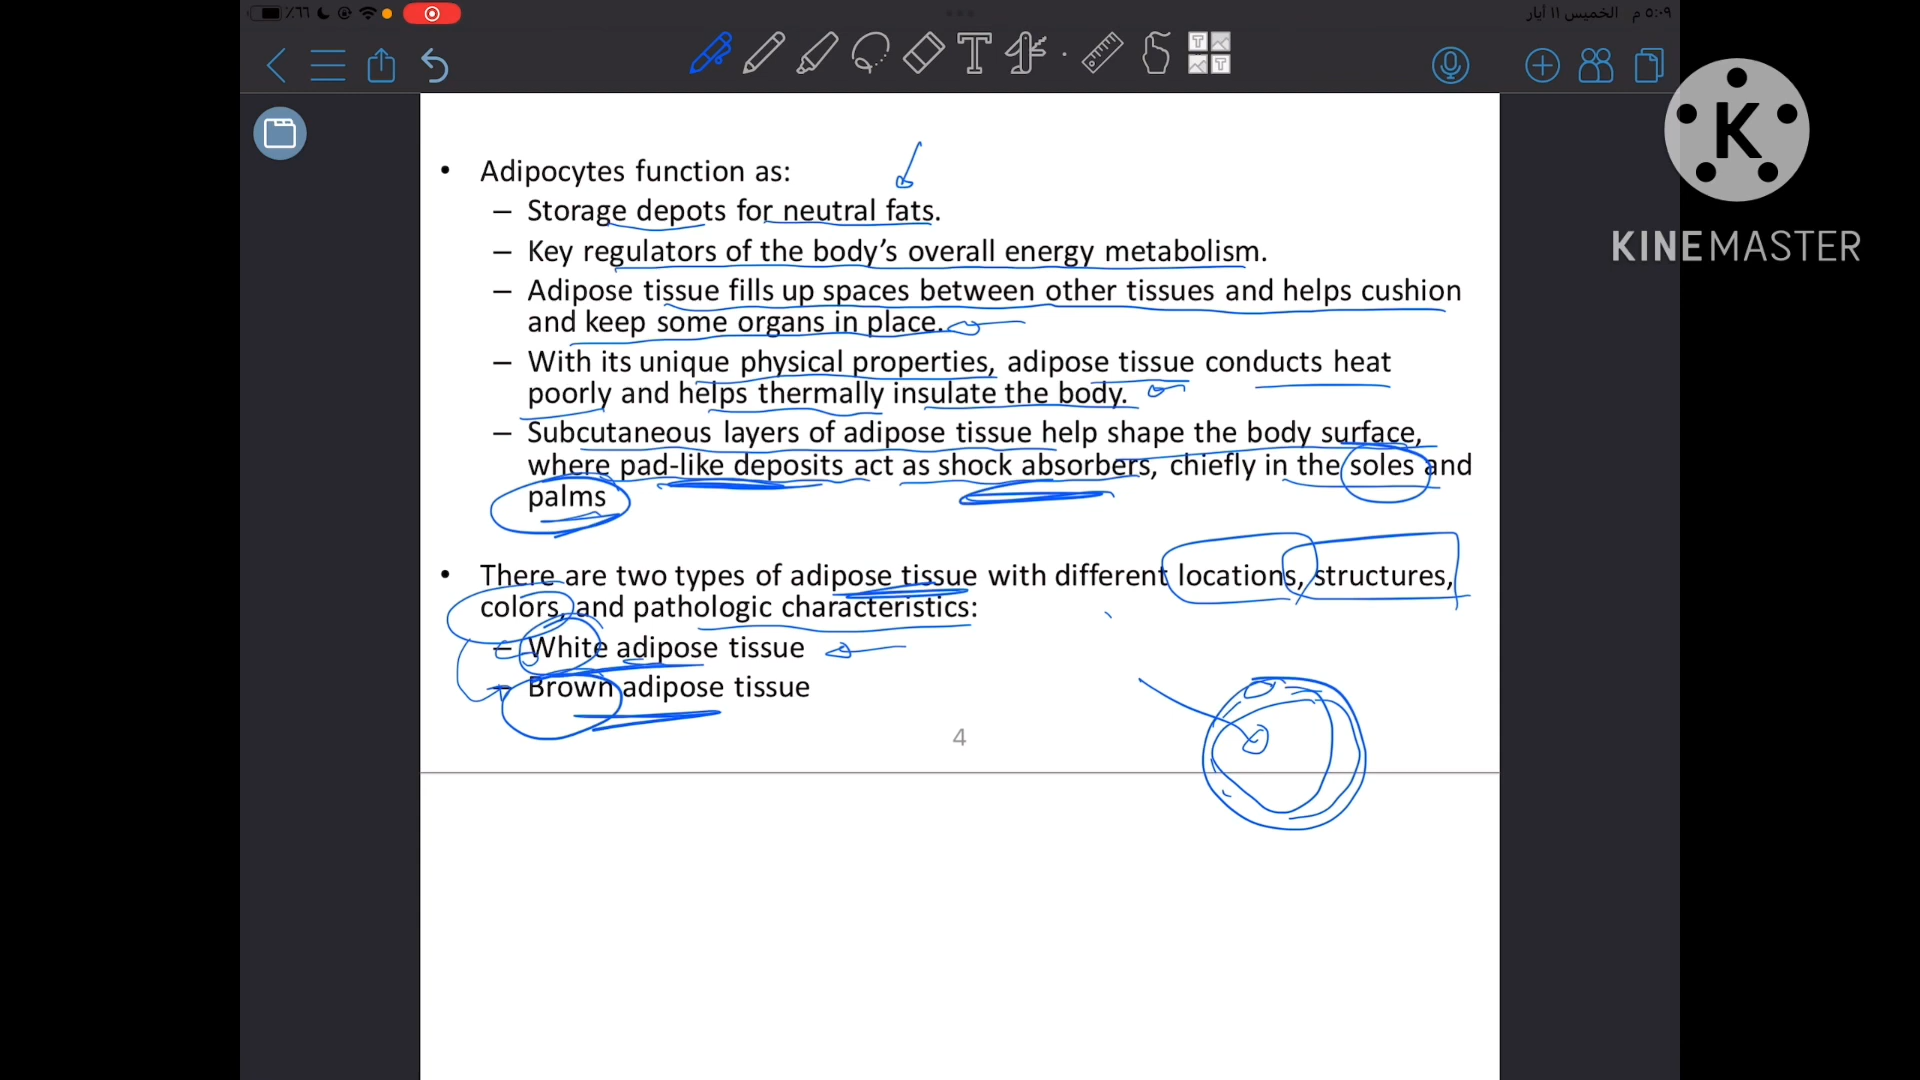 ٪٦٦
٥:٠٩ م الخميس ١١ أيار
K
KINEMASTER
• Adipocytes function as:
– Storage depots for neutral fats.
– Key regulators of the body’s overall energy metabolism.
– Adipose tissue fills up spaces between other tissues and helps cushion
and keep some organs in place.
– With its unique physical properties, adipose tissue conducts heat
poorly and helps thermally insulate the body.
– Subcutaneous layers of adipose tissue help shape the body surface,
where pad-like deposits act as shock absorbers, chiefly in the soles and
palms
• There are two types of adipose tissue with different locations, structures,
colors, and pathologic characteristics:
– White adipose tissue
– Brown adipose tissue
4